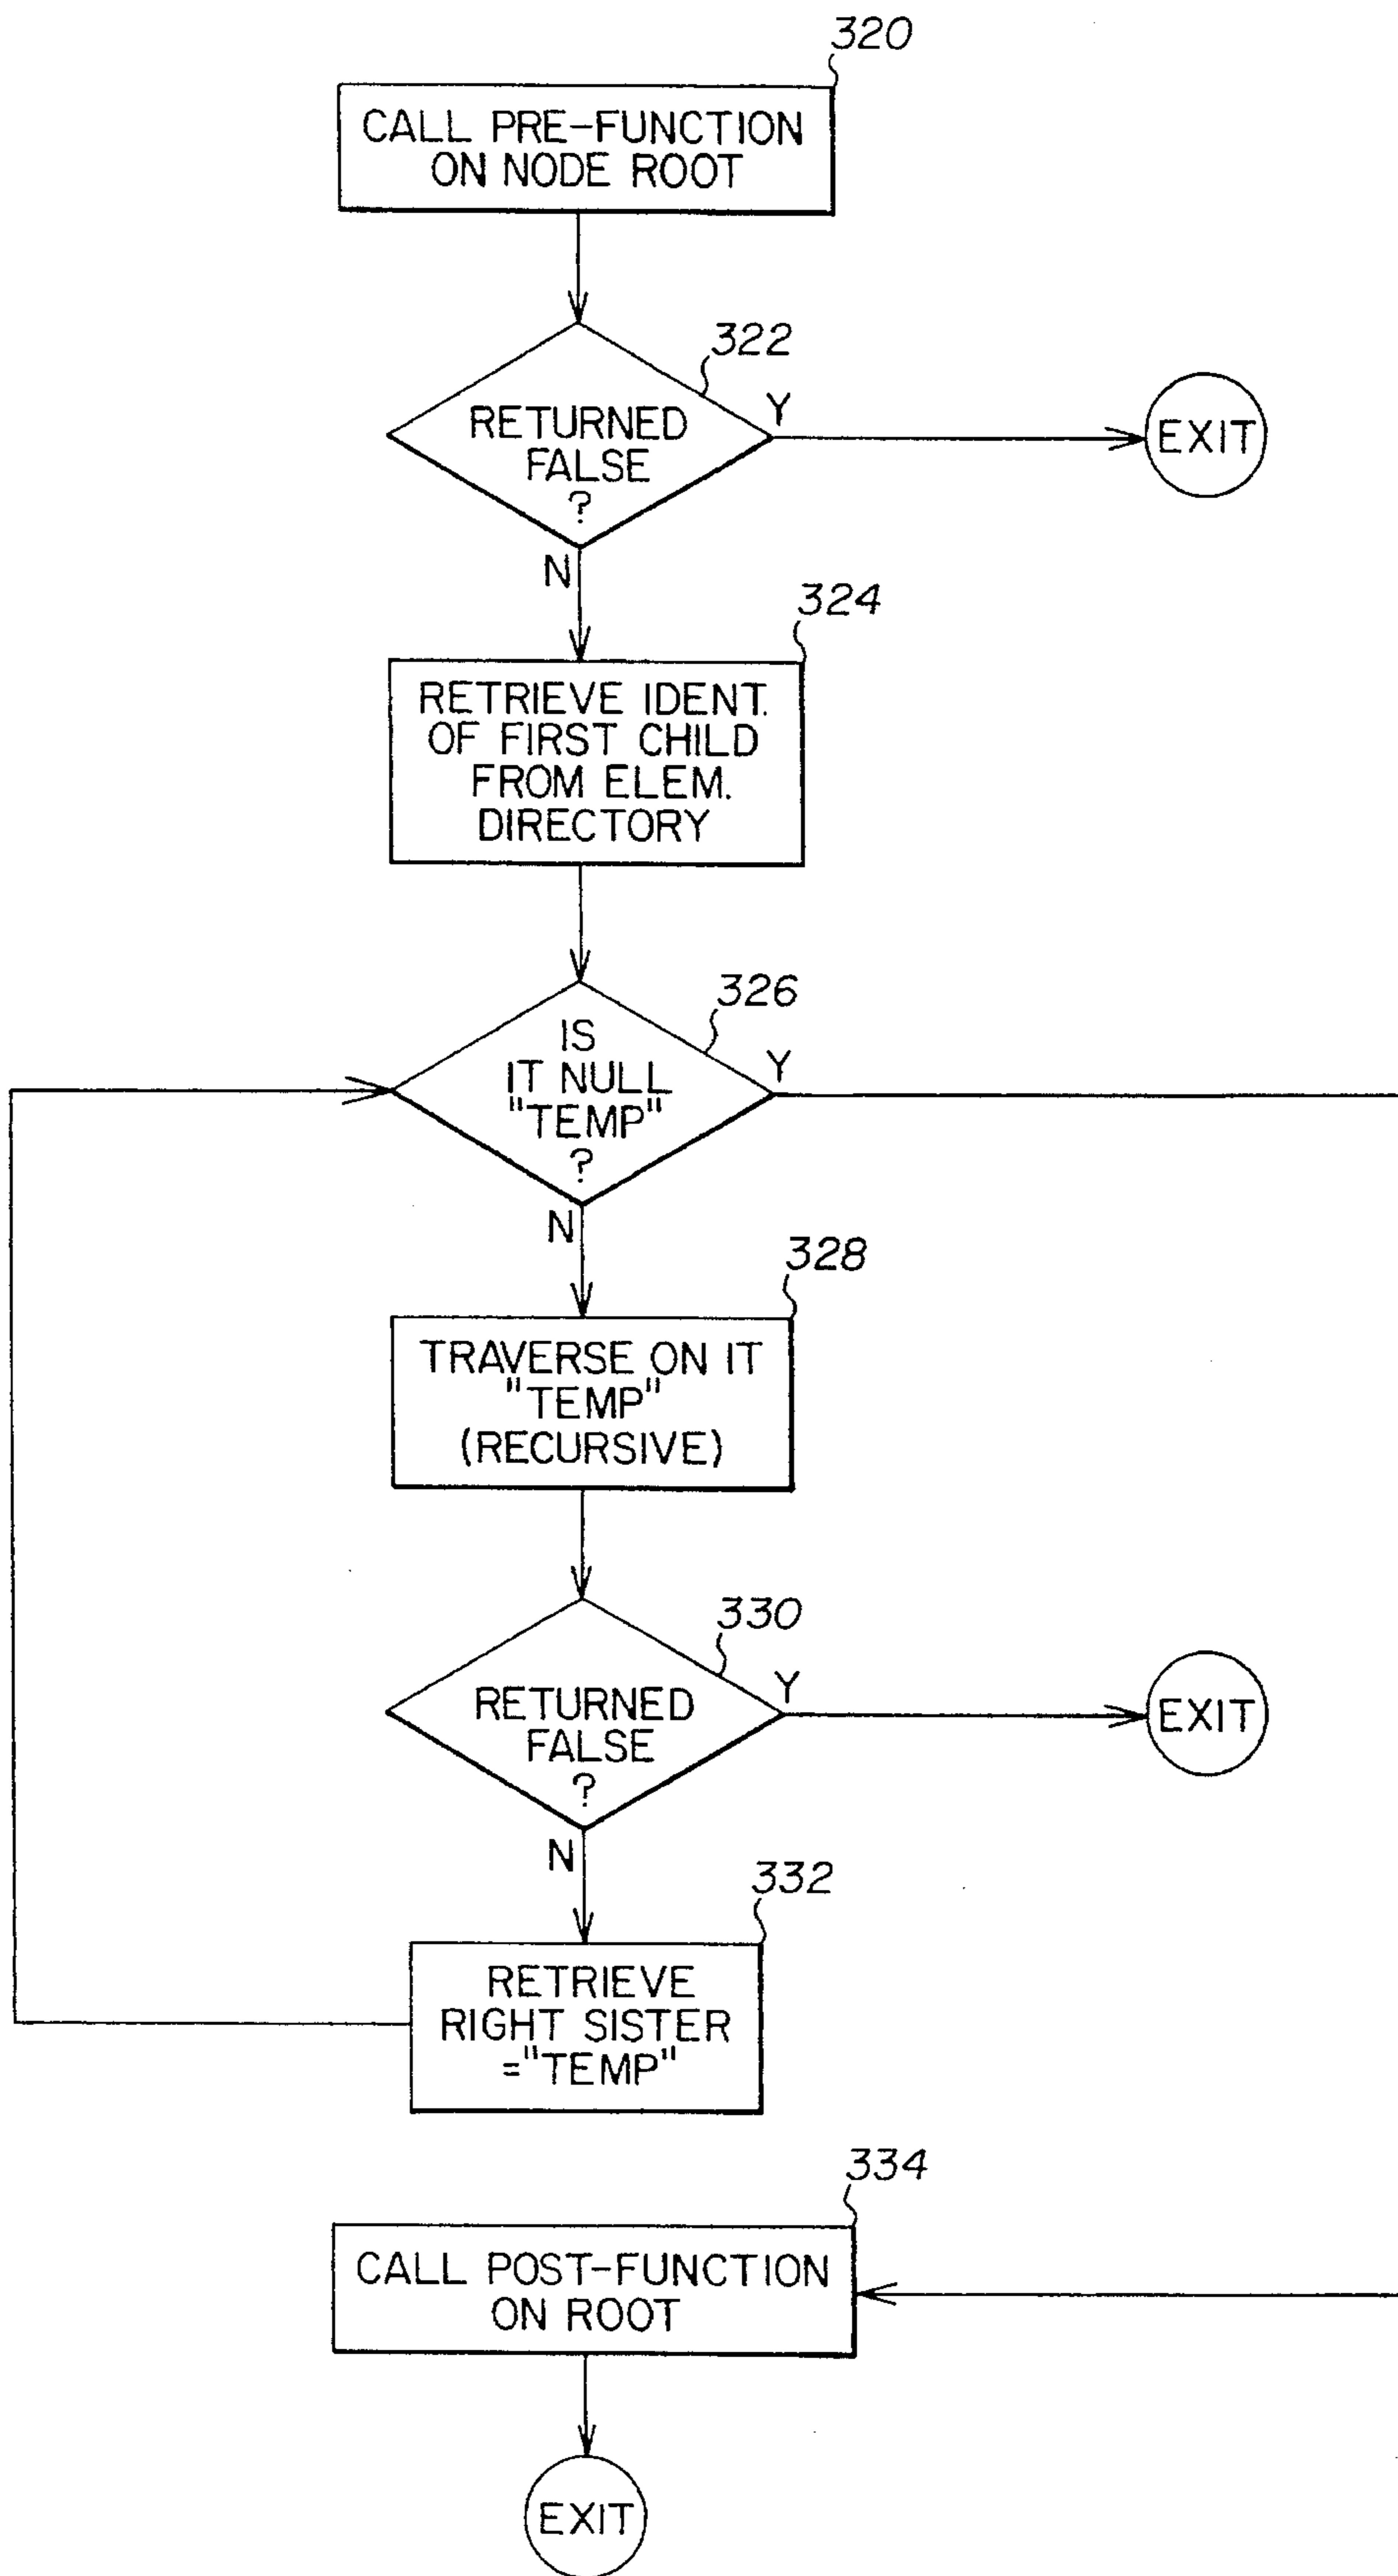 320
CALL PRE-FUNCTION
ON NODE ROOT
322
RETURNED
FALSE
?
Y
EXIT
N
324
RETRIEVE IDENT.
OF FIRST CHILD
FROM ELEM.
DIRECTORY
326
IS
IT NULL
"TEMP"
?
Y
N
328
TRAVERSE ON IT
"TEMP"
(RECURSIVE)
330
RETURNED
FALSE
?
Y
EXIT
N
332
RETRIEVE
RIGHT SISTER
="TEMP"
334
CALL POST-FUNCTION
ON ROOT
EXIT